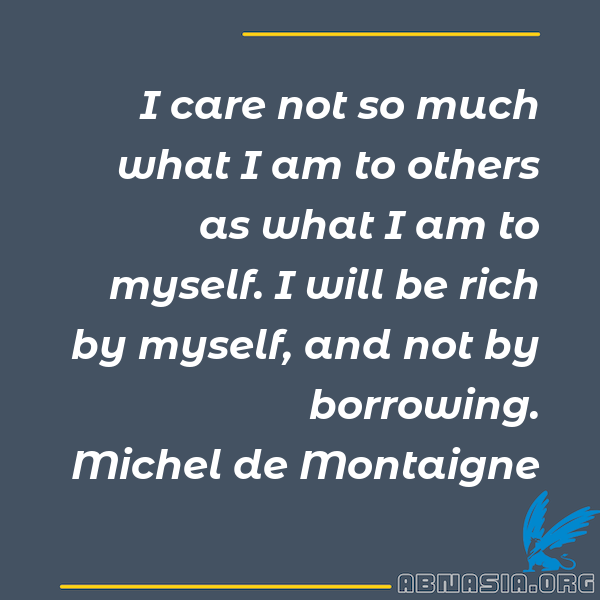 I care not so much
what I am to others
as what I am to
myself. I will be rich
by myself, and not by
borrowing.
Michel de Montaigne
ABNASIA.ORG